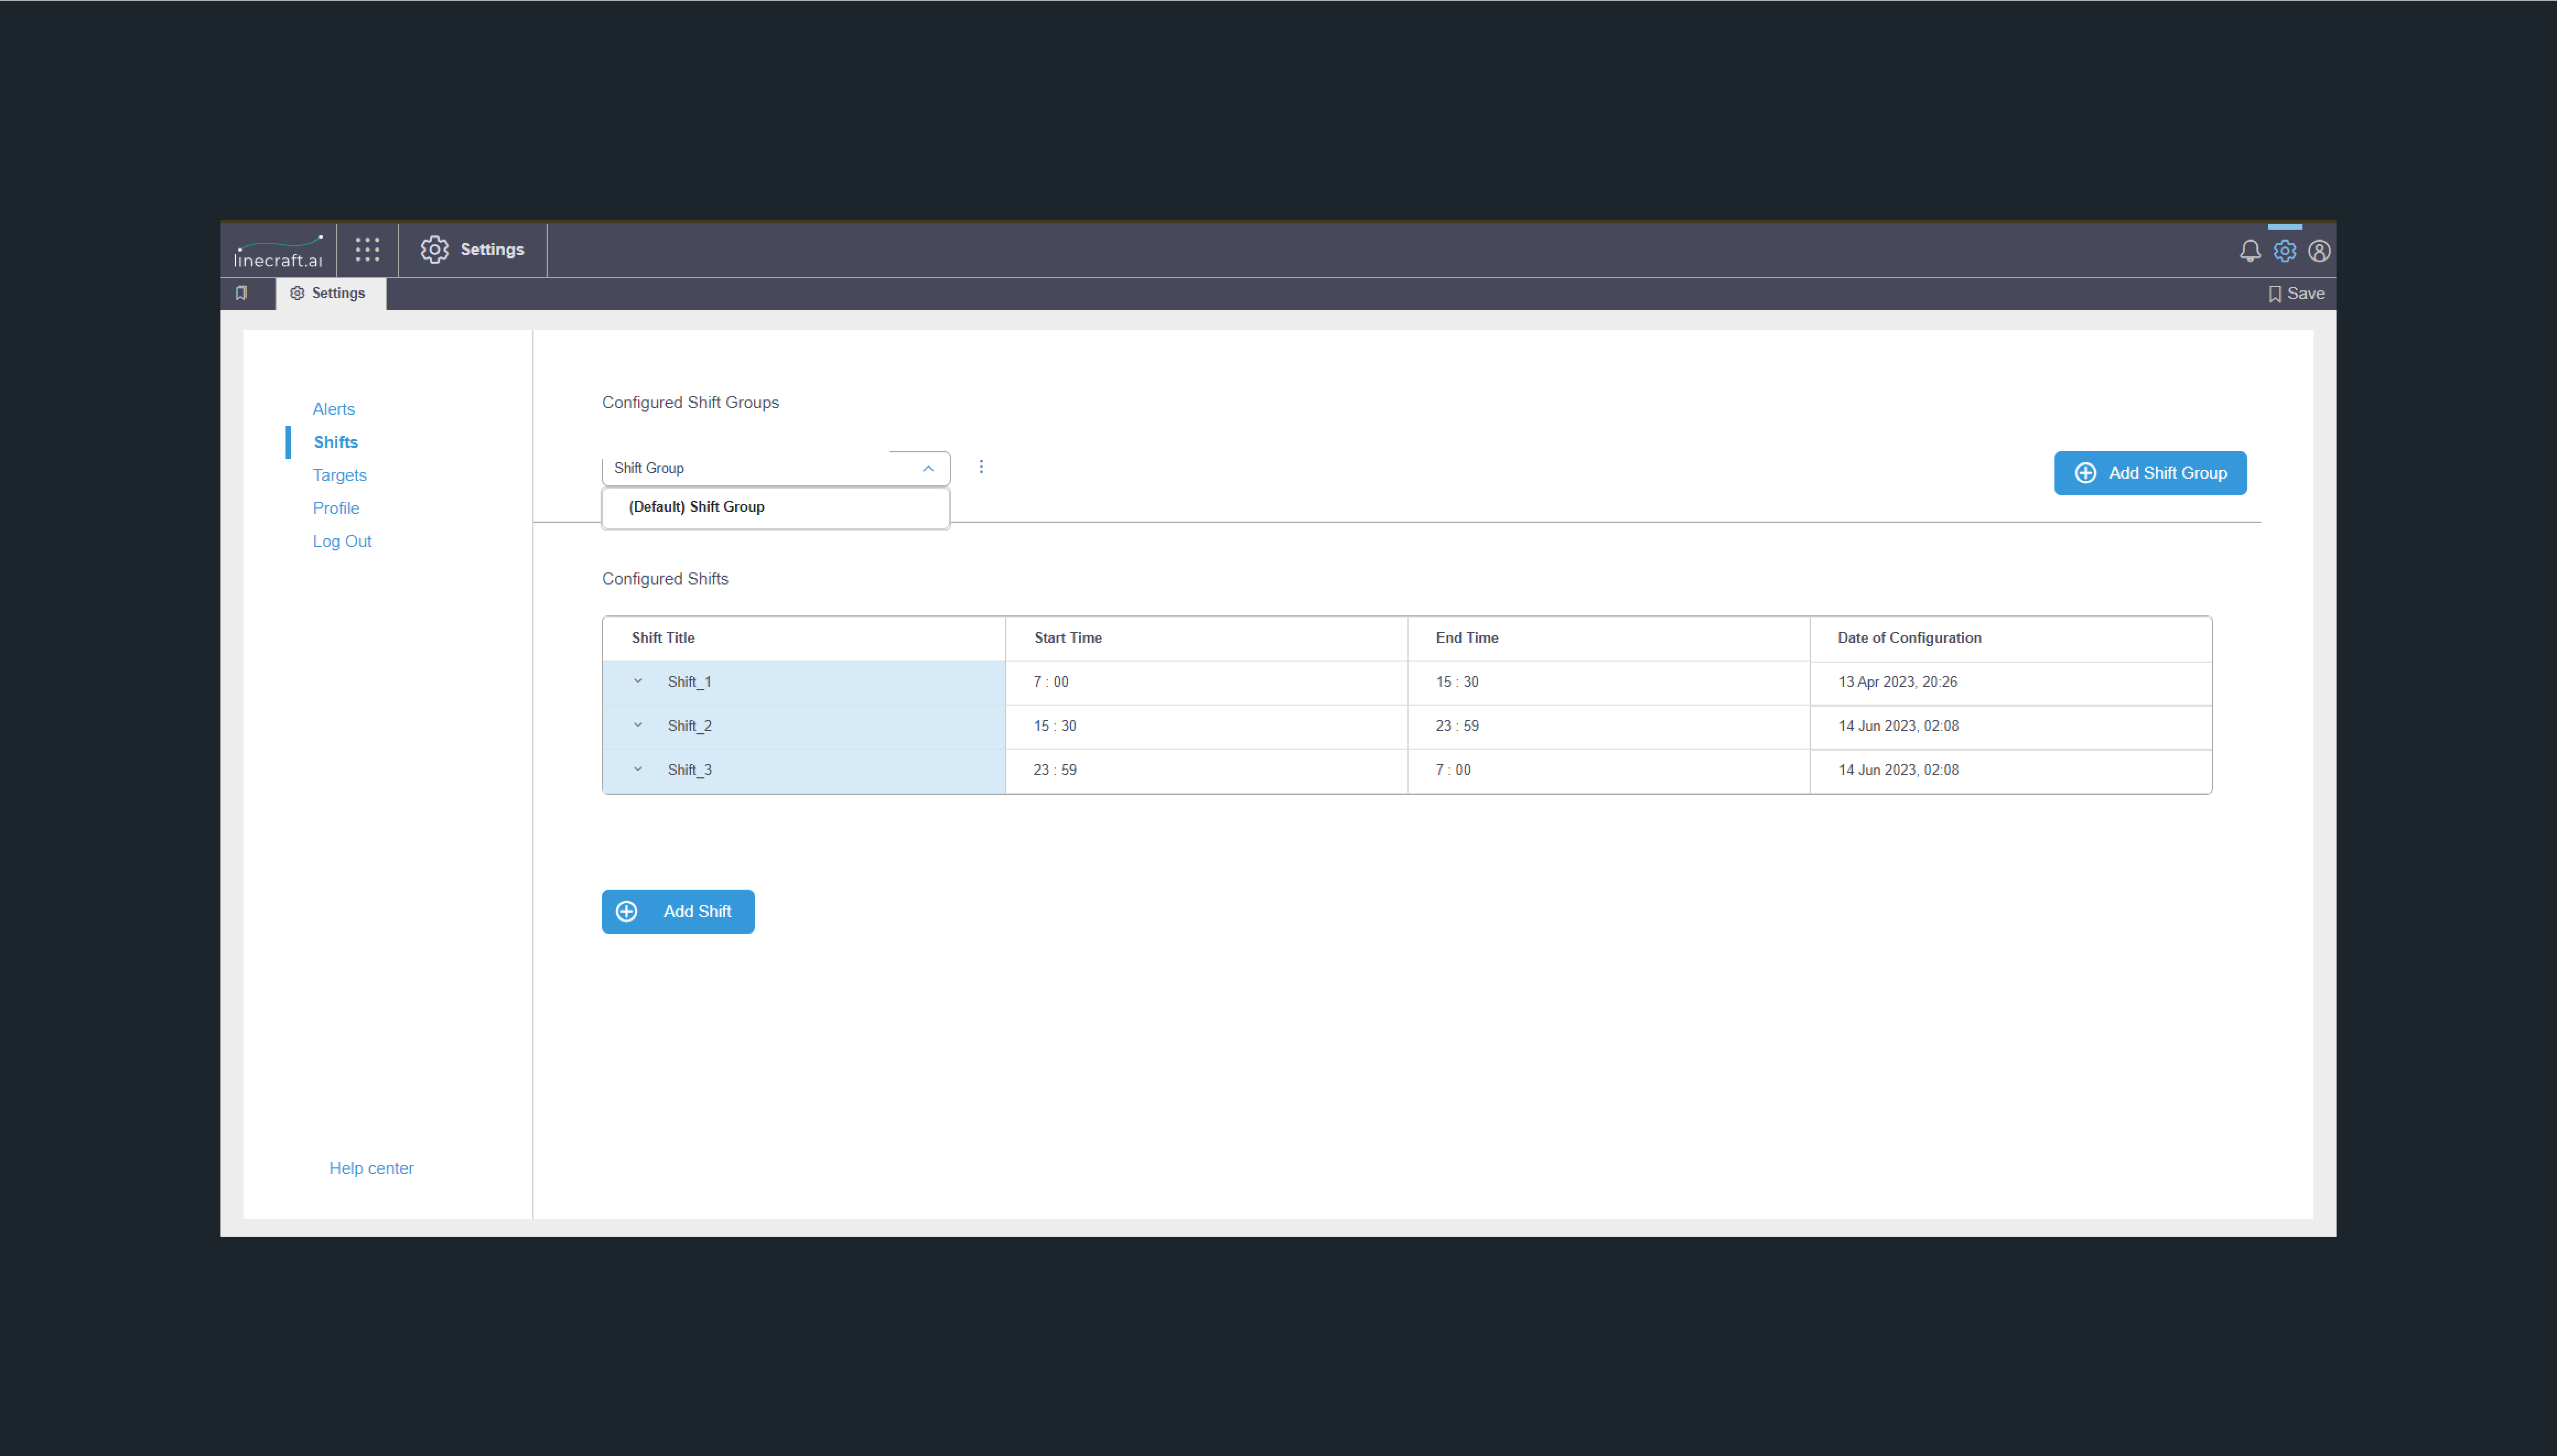 linecraft.ai
Settings
Settings
Save
Alerts
Shifts
Targets
Profile
Log Out
Help center
Configured Shift Groups
Shift Group
(Default) Shift Group
Add Shift Group
Configured Shifts
Shift Title Start Time End Time Date of Configuration
Shift_1 7 : 00 15 : 30 13 Apr 2023, 20:26
Shift_2 15 : 30 23 : 59 14 Jun 2023, 02:08
Shift_3 23 : 59 7 : 00 14 Jun 2023, 02:08
Add Shift